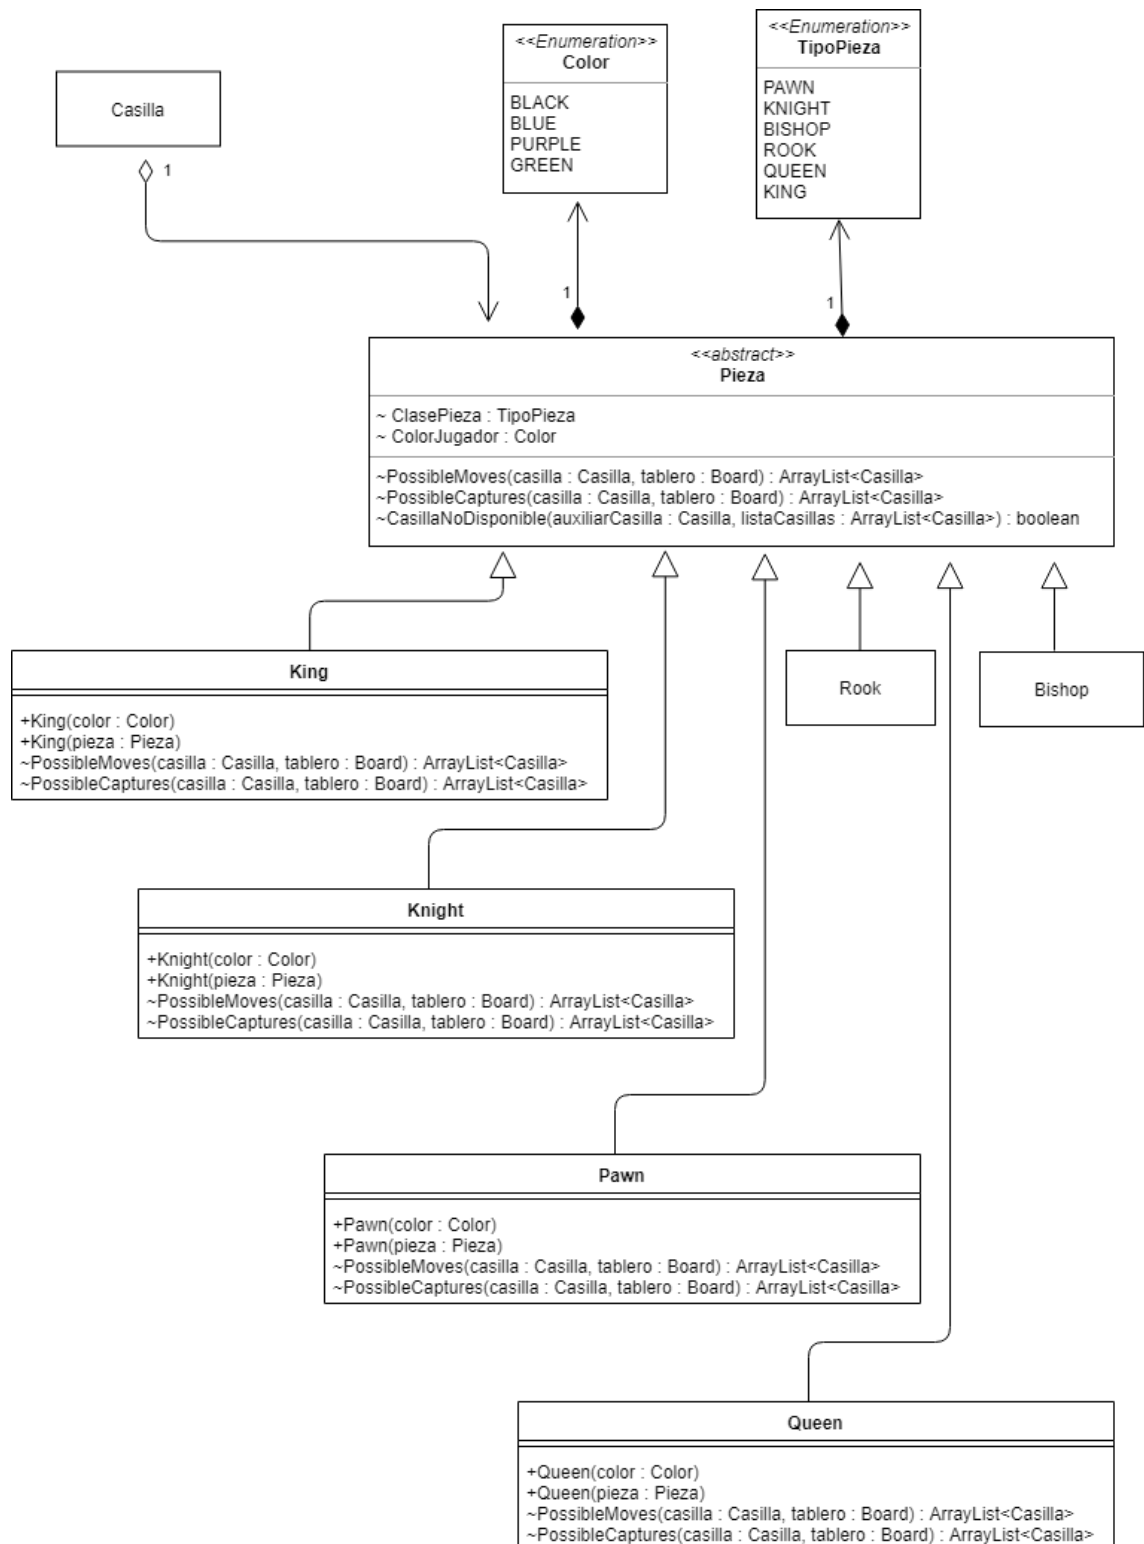 <<Enumeration>>
Color
BLACK
BLUE
PURPLE
GREEN
<<Enumeration>>
TipoPieza
PAWN
KNIGHT
BISHOP
ROOK
QUEEN
KING
Casilla
1
1
1
<<abstract>>
Pieza
~ ClasePieza : TipoPieza
~ ColorJugador : Color
~PossibleMoves(casilla : Casilla, tablero : Board) : ArrayList<Casilla>
~PossibleCaptures(casilla : Casilla, tablero : Board) : ArrayList<Casilla>
~CasillaNoDisponible(auxiliarCasilla : Casilla, listaCasillas : ArrayList<Casilla>) : boolean
King
+King(color : Color)
+King(pieza : Pieza)
~PossibleMoves(casilla : Casilla, tablero : Board) : ArrayList<Casilla>
~PossibleCaptures(casilla : Casilla, tablero : Board) : ArrayList<Casilla>
Rook
Bishop
Knight
+Knight(color : Color)
+Knight(pieza : Pieza)
~PossibleMoves(casilla : Casilla, tablero : Board) : ArrayList<Casilla>
~PossibleCaptures(casilla : Casilla, tablero : Board) : ArrayList<Casilla>
Pawn
+Pawn(color : Color)
+Pawn(pieza : Pieza)
~PossibleMoves(casilla : Casilla, tablero : Board) : ArrayList<Casilla>
~PossibleCaptures(casilla : Casilla, tablero : Board) : ArrayList<Casilla>
Queen
+Queen(color : Color)
+Queen(pieza : Pieza)
~PossibleMoves(casilla : Casilla, tablero : Board) : ArrayList<Casilla>
~PossibleCaptures(casilla : Casilla, tablero : Board) : ArrayList<Casilla>